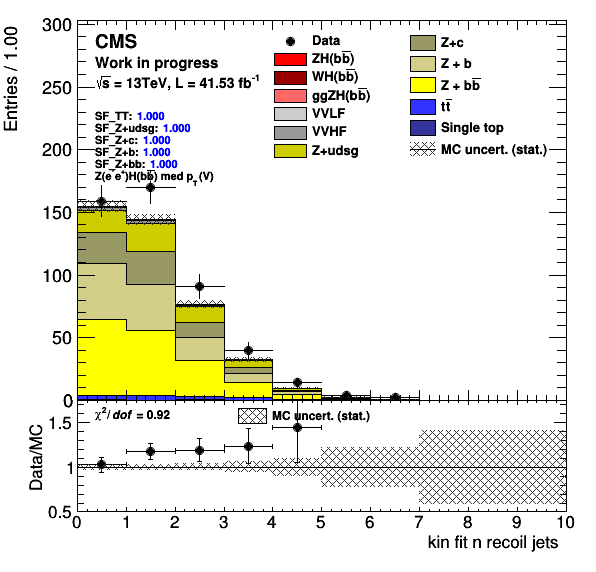 CMS
Work in progress
√s = 13TeV, L = 41.53 fb⁻¹
SF_TT: 1.000
SF_Z+udsg: 1.000
SF_Z+c: 1.000
SF_Z+b: 1.000
SF_Z+bb: 1.000
Z(e⁻e⁺)H(bb̅) med p_T(V)
Data
ZH(bb̅)
WH(bb̅)
ggZH(bb̅)
VVLF
VVHF
Z+udsg
Z+c
Z + b
Z + bb̅
tt̅
Single top
MC uncert. (stat.)
Entries / 1.00
300
250
200
150
100
50
0
χ²/dof = 0.92
MC uncert. (stat.)
Data/MC
1.5
1
0.5
0 1 2 3 4 5 6 7 8 9 10
kin fit n recoil jets